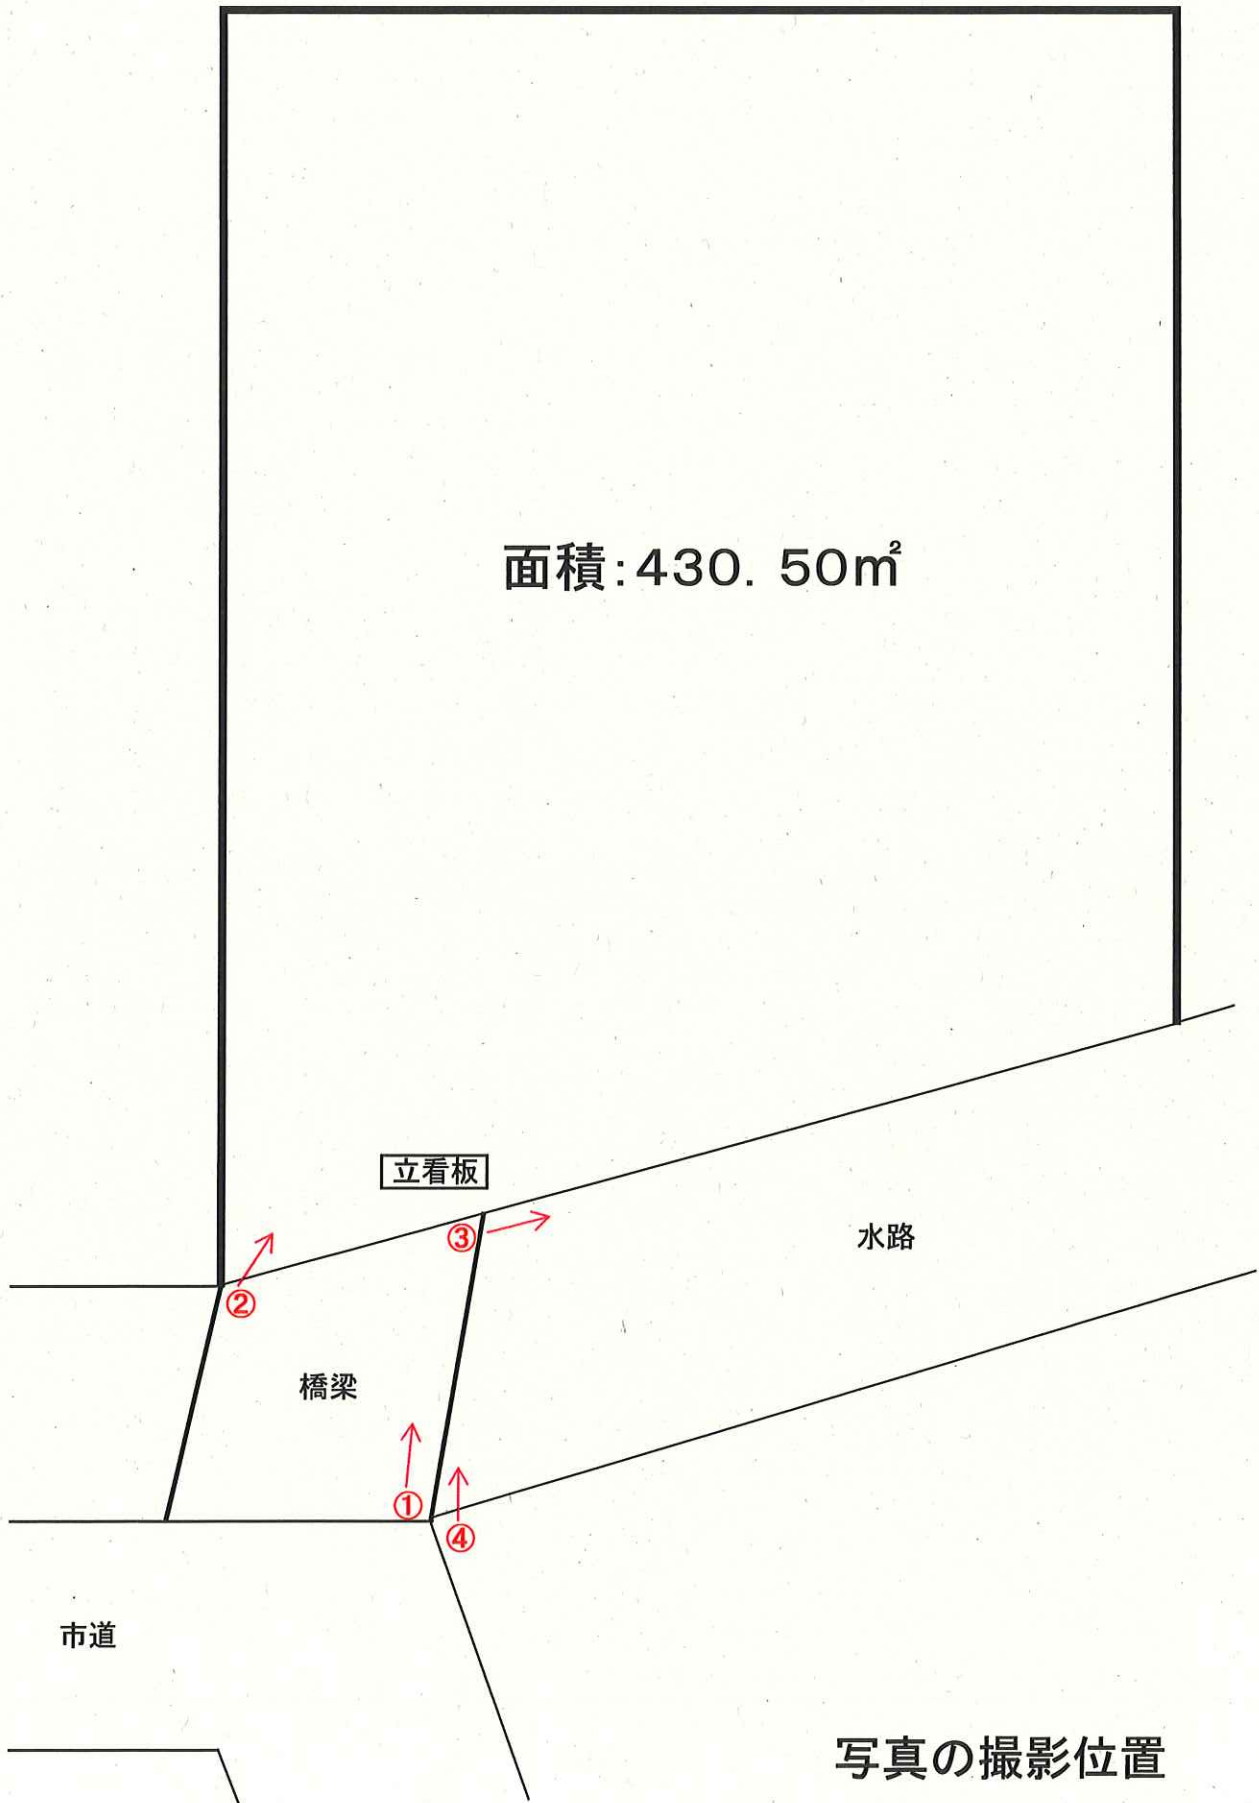 面積:430. 50㎡
立看板
③
水路
②
橋梁
①
④
市道
写真の撮影位置